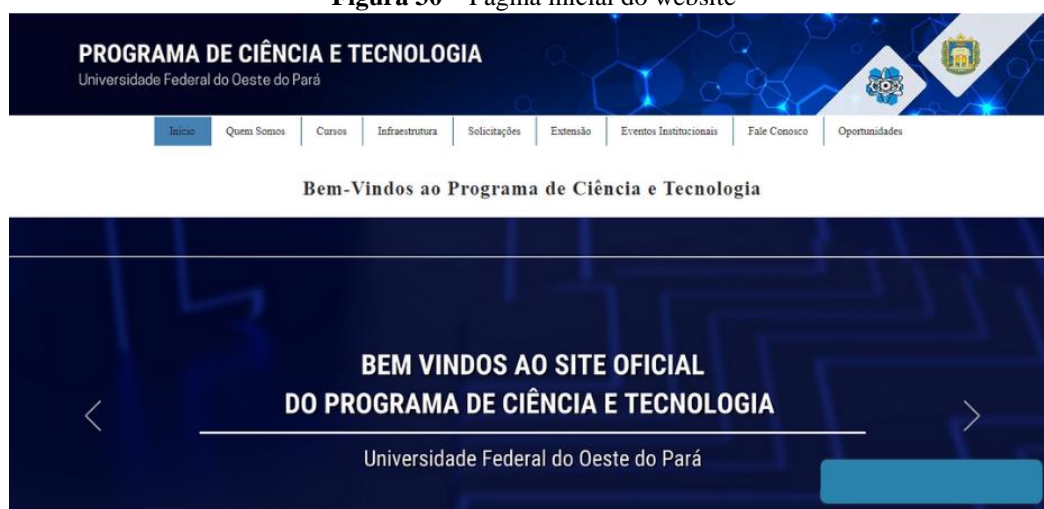 Figura 30 – Página inicial do website
PROGRAMA DE CIÊNCIA E TECNOLOGIA
Universidade Federal do Oeste do Pará
Início Quem Somos Cursos Infraestrutura Solicitações Extensão Eventos Institucionais Fale Conosco Oportunidades
Bem-Vindos ao Programa de Ciência e Tecnologia
BEM VINDOS AO SITE OFICIAL
DO PROGRAMA DE CIÊNCIA E TECNOLOGIA
Universidade Federal do Oeste do Pará